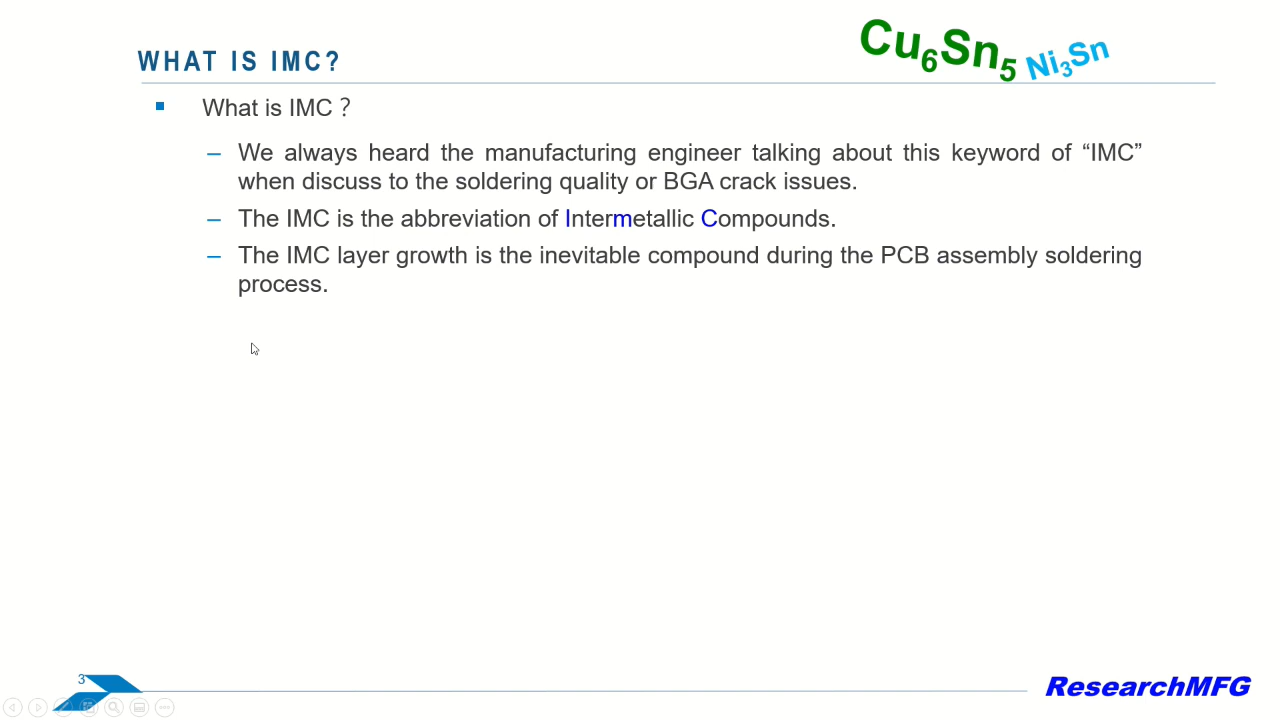 WHAT IS IMC?
Cu₆Sn₅ Ni₃Sn
What is IMC？
We always heard the manufacturing engineer talking about this keyword of “IMC”
when discuss to the soldering quality or BGA crack issues.
The IMC is the abbreviation of Intermetallic Compounds.
The IMC layer growth is the inevitable compound during the PCB assembly soldering
process.
3
ResearchMFG